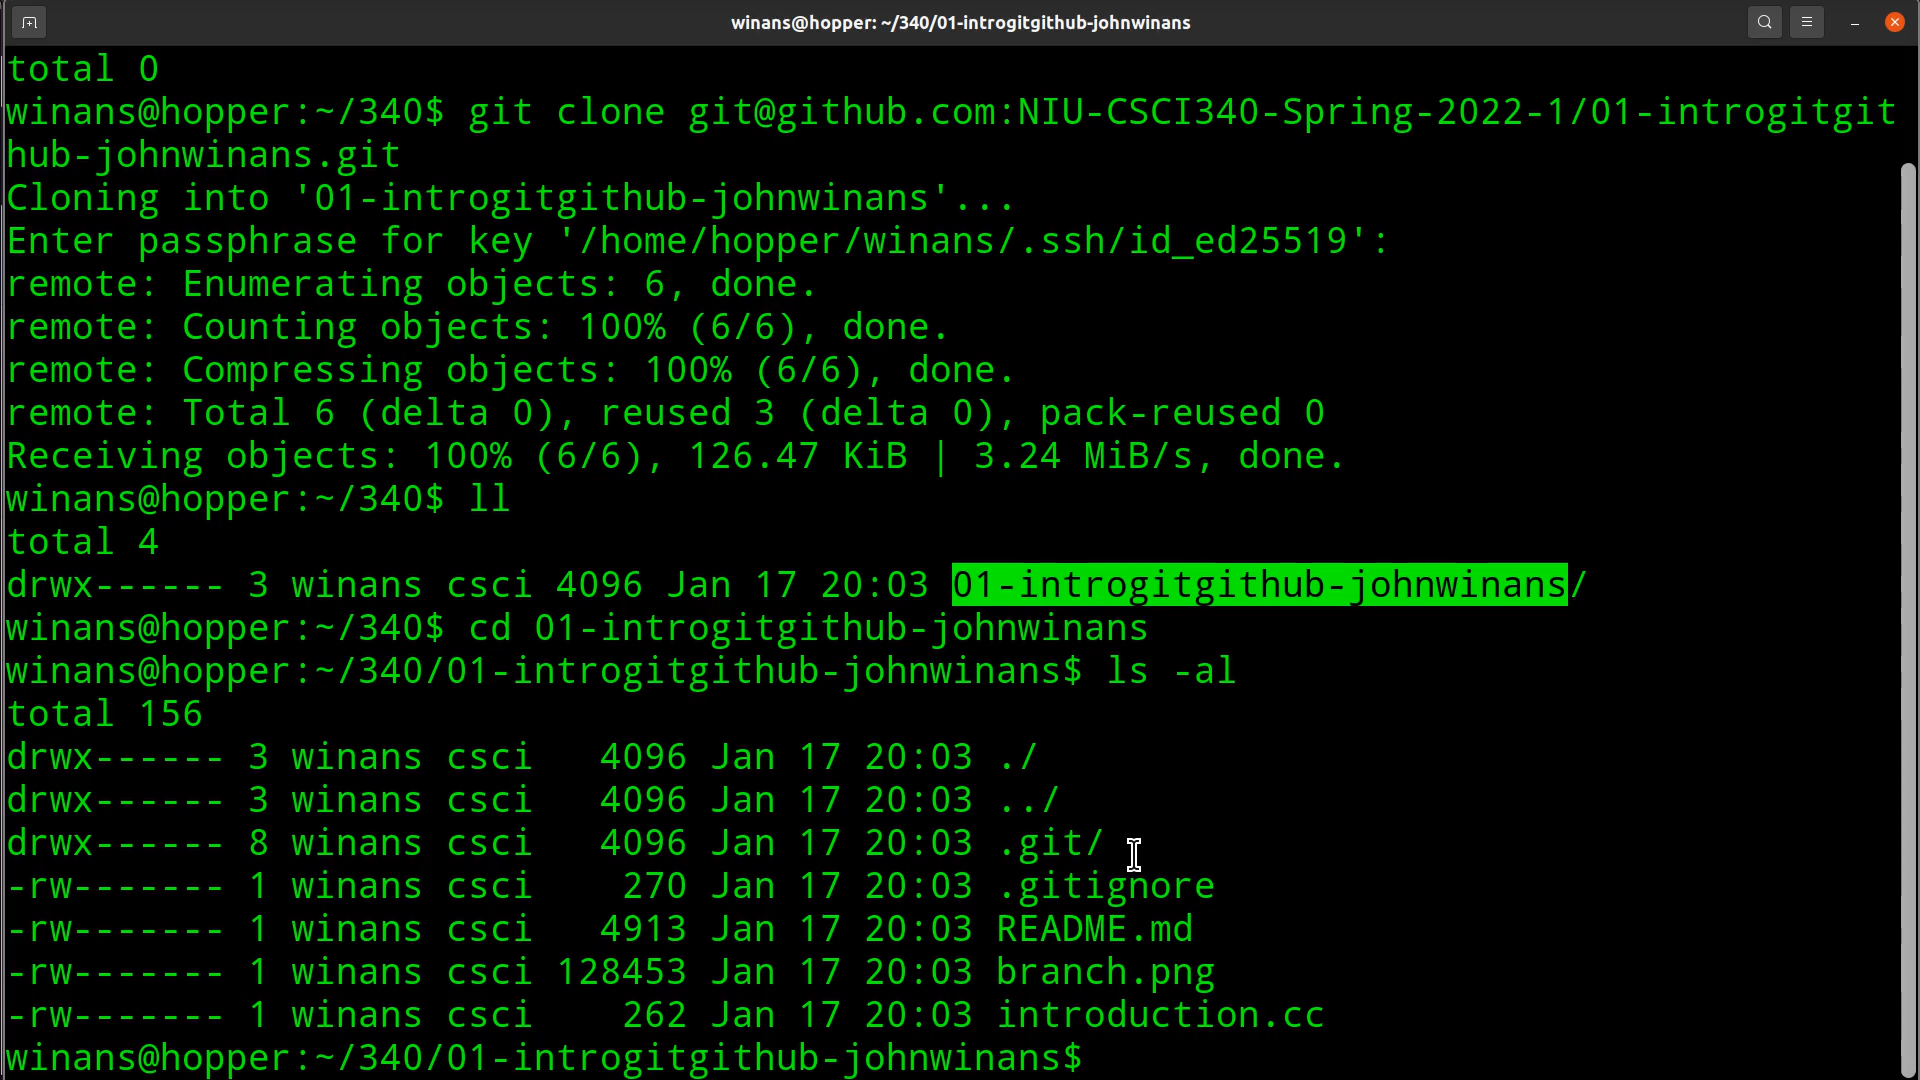 winans@hopper: ~/340/01-introgitgithub-johnwinans
total 0
winans@hopper:~/340$ git clone git@github.com:NIU-CSCI340-Spring-2022-1/01-introgitgit
hub-johnwinans.git
Cloning into '01-introgitgithub-johnwinans'...
Enter passphrase for key '/home/hopper/winans/.ssh/id_ed25519':
remote: Enumerating objects: 6, done.
remote: Counting objects: 100% (6/6), done.
remote: Compressing objects: 100% (6/6), done.
remote: Total 6 (delta 0), reused 3 (delta 0), pack-reused 0
Receiving objects: 100% (6/6), 126.47 KiB | 3.24 MiB/s, done.
winans@hopper:~/340$ ll
total 4
drwx------ 3 winans csci 4096 Jan 17 20:03 01-introgitgithub-johnwinans/
winans@hopper:~/340$ cd 01-introgitgithub-johnwinans
winans@hopper:~/340/01-introgitgithub-johnwinans$ ls -al
total 156
drwx------ 3 winans csci   4096 Jan 17 20:03 ./
drwx------ 3 winans csci   4096 Jan 17 20:03 ../
drwx------ 8 winans csci   4096 Jan 17 20:03 .git/
-rw------- 1 winans csci    270 Jan 17 20:03 .gitignore
-rw------- 1 winans csci   4913 Jan 17 20:03 README.md
-rw------- 1 winans csci 128453 Jan 17 20:03 branch.png
-rw------- 1 winans csci    262 Jan 17 20:03 introduction.cc
winans@hopper:~/340/01-introgitgithub-johnwinans$